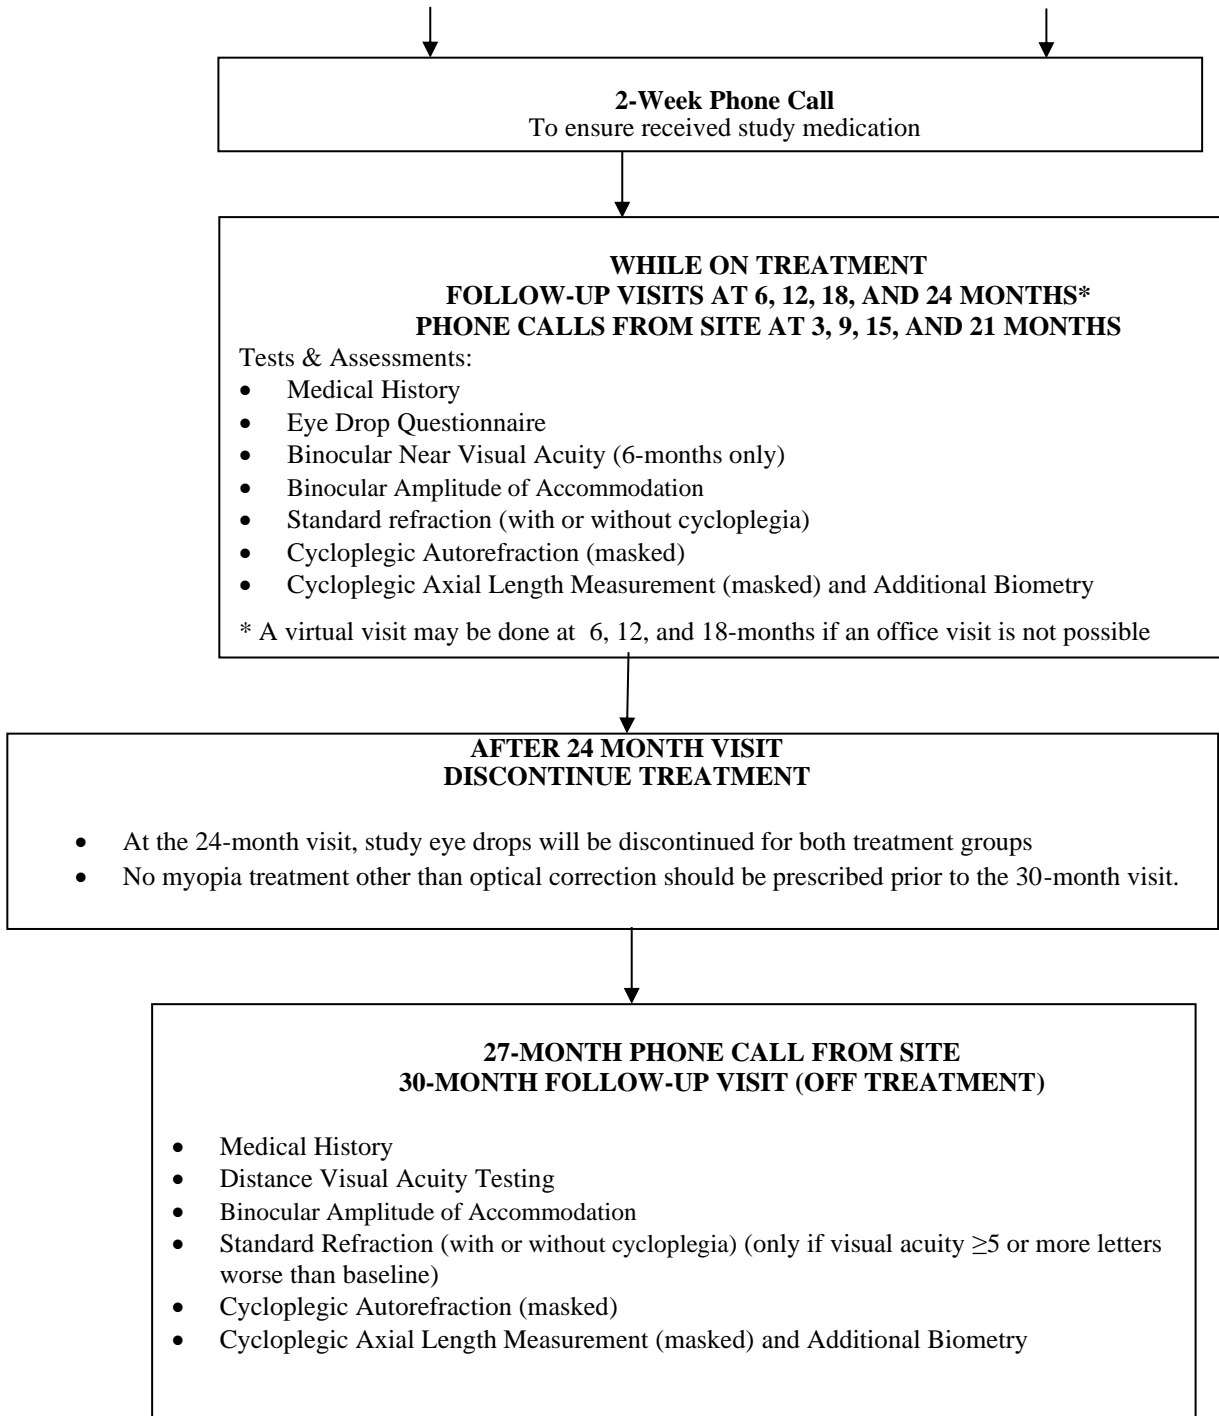 2-Week Phone Call
To ensure received study medication
WHILE ON TREATMENT
FOLLOW-UP VISITS AT 6, 12, 18, AND 24 MONTHS*
PHONE CALLS FROM SITE AT 3, 9, 15, AND 21 MONTHS
Tests & Assessments:
• Medical History
• Eye Drop Questionnaire
• Binocular Near Visual Acuity (6-months only)
• Binocular Amplitude of Accommodation
• Standard refraction (with or without cycloplegia)
• Cycloplegic Autorefraction (masked)
• Cycloplegic Axial Length Measurement (masked) and Additional Biometry
* A virtual visit may be done at 6, 12, and 18-months if an office visit is not possible
AFTER 24 MONTH VISIT
DISCONTINUE TREATMENT
• At the 24-month visit, study eye drops will be discontinued for both treatment groups
• No myopia treatment other than optical correction should be prescribed prior to the 30-month visit.
27-MONTH PHONE CALL FROM SITE
30-MONTH FOLLOW-UP VISIT (OFF TREATMENT)
• Medical History
• Distance Visual Acuity Testing
• Binocular Amplitude of Accommodation
• Standard Refraction (with or without cycloplegia) (only if visual acuity ≥5 or more letters
worse than baseline)
• Cycloplegic Autorefraction (masked)
• Cycloplegic Axial Length Measurement (masked) and Additional Biometry